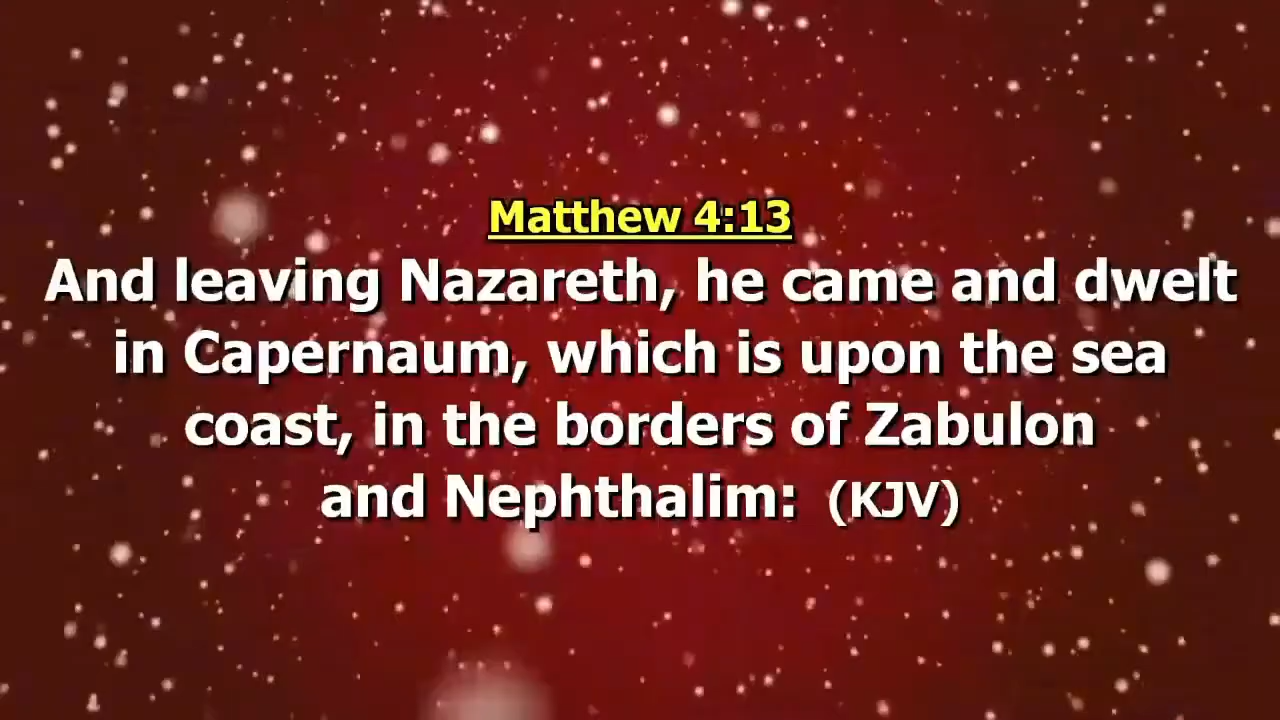 Matthew 4:13
And leaving Nazareth, he came and dwelt
in Capernaum, which is upon the sea
coast, in the borders of Zabulon
and Nephthalim: (KJV)